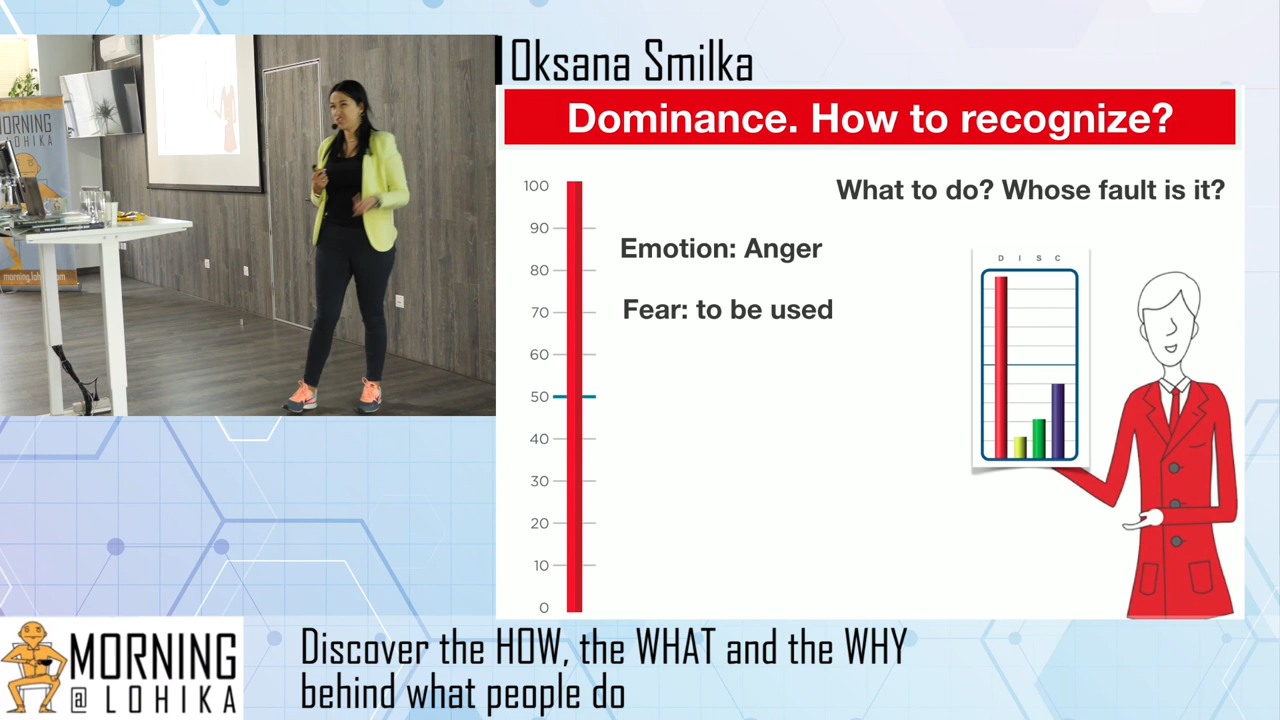 Oksana Smilka
Dominance. How to recognize?
What to do? Whose fault is it?
Emotion: Anger
Fear: to be used
100
90
80
70
60
50
40
30
20
10
0
D I S C
MORNING
LOHIKA
MORNING
@ LOHIKA
Discover the HOW, the WHAT and the WHY
behind what people do